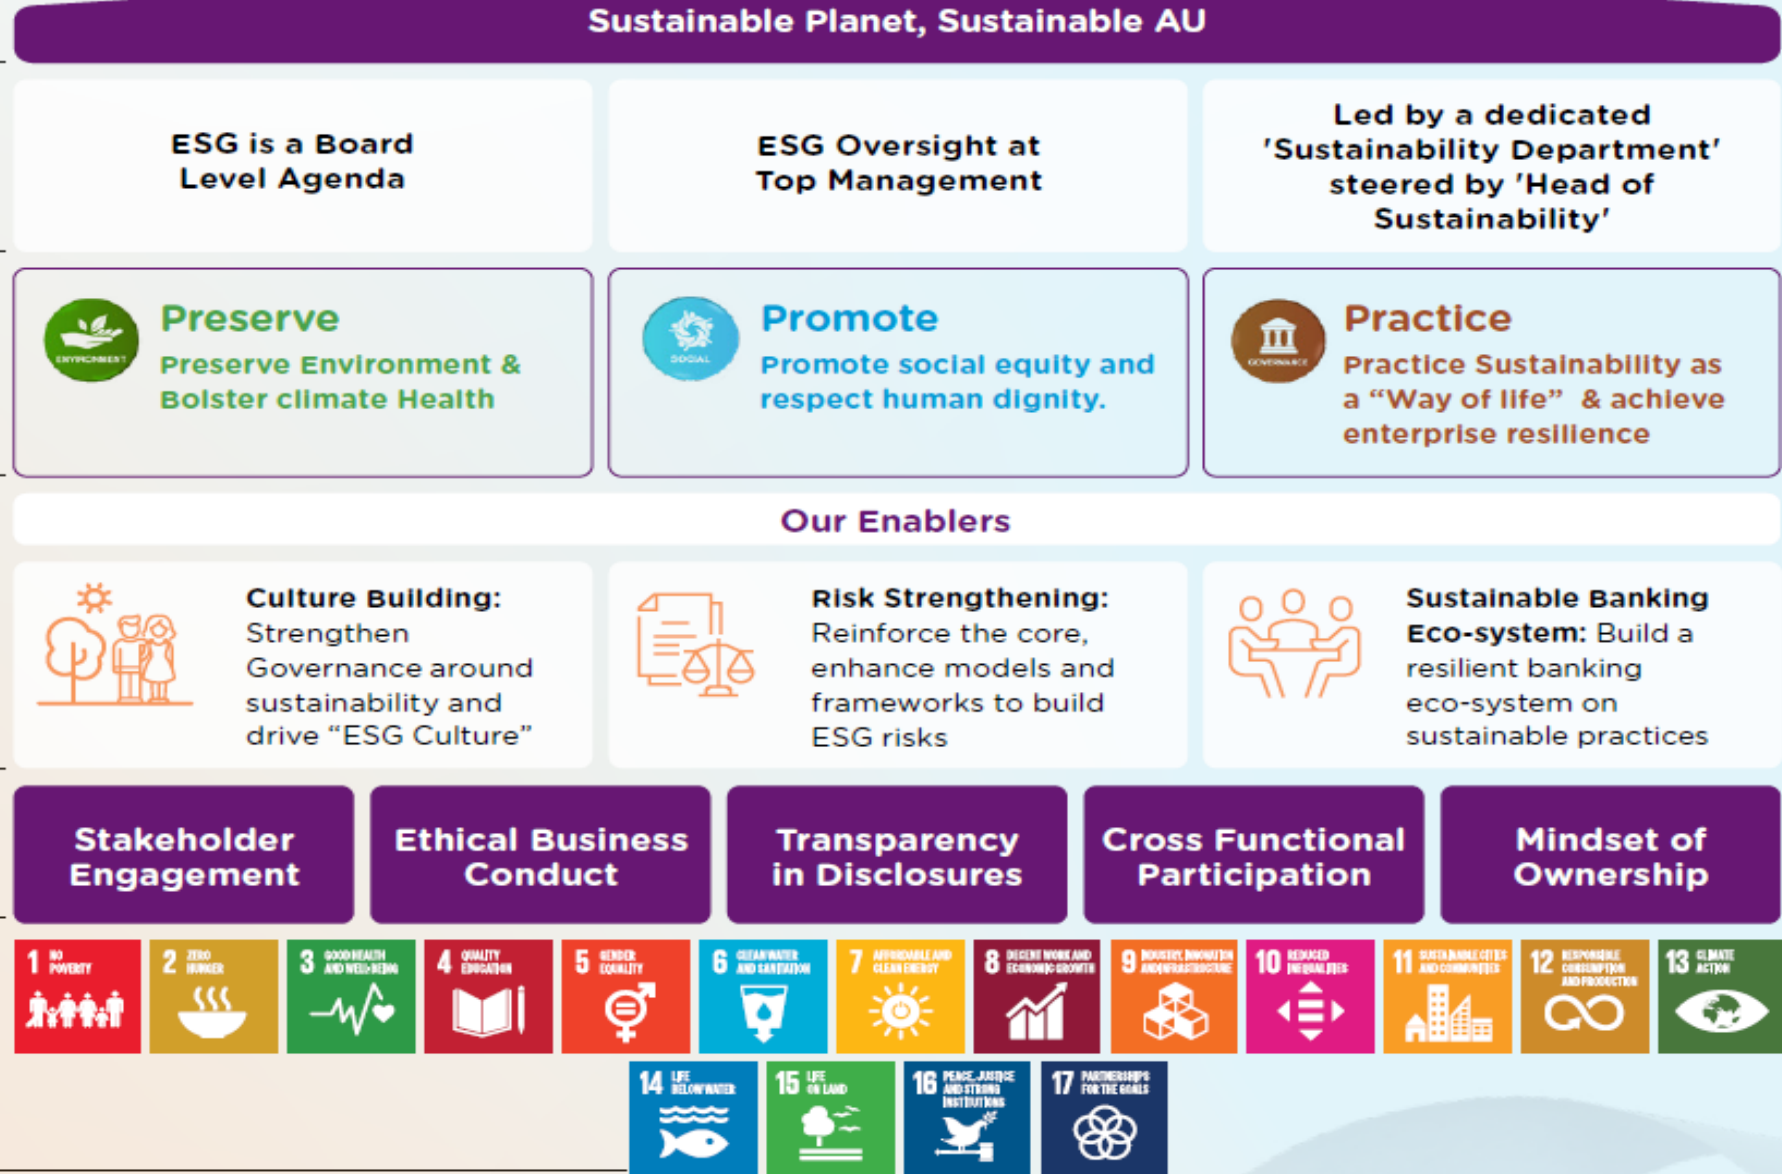 Sustainable Planet, Sustainable AU
ESG is a Board
Level Agenda
ESG Oversight at
Top Management
Led by a dedicated
'Sustainability Department'
steered by 'Head of
Sustainability'
ENVIRONMENT
Preserve
Preserve Environment &
Bolster climate Health
SOCIAL
Promote
Promote social equity and
respect human dignity.
GOVERNANCE
Practice
Practice Sustainability as
a “Way of life” & achieve
enterprise resilience
Our Enablers
Culture Building:
Strengthen
Governance around
sustainability and
drive “ESG Culture”
Risk Strengthening:
Reinforce the core,
enhance models and
frameworks to build
ESG risks
Sustainable Banking
Eco-system: Build a
resilient banking
eco-system on
sustainable practices
Stakeholder
Engagement
Ethical Business
Conduct
Transparency
in Disclosures
Cross Functional
Participation
Mindset of
Ownership
1 NO
POVERTY
2 ZERO
HUNGER
3 GOOD HEALTH
AND WELL-BEING
4 QUALITY
EDUCATION
5 GENDER
EQUALITY
6 CLEAN WATER
AND SANITATION
7 AFFORDABLE AND
CLEAN ENERGY
8 DECENT WORK AND
ECONOMIC GROWTH
9 INDUSTRY, INNOVATION
AND INFRASTRUCTURE
10 REDUCED
INEQUALITIES
11 SUSTAINABLE CITIES
AND COMMUNITIES
12 RESPONSIBLE
CONSUMPTION
AND PRODUCTION
13 CLIMATE
ACTION
14 LIFE
BELOW WATER
15 LIFE
ON LAND
16 PEACE, JUSTICE
AND STRONG
INSTITUTIONS
17 PARTNERSHIPS
FOR THE GOALS